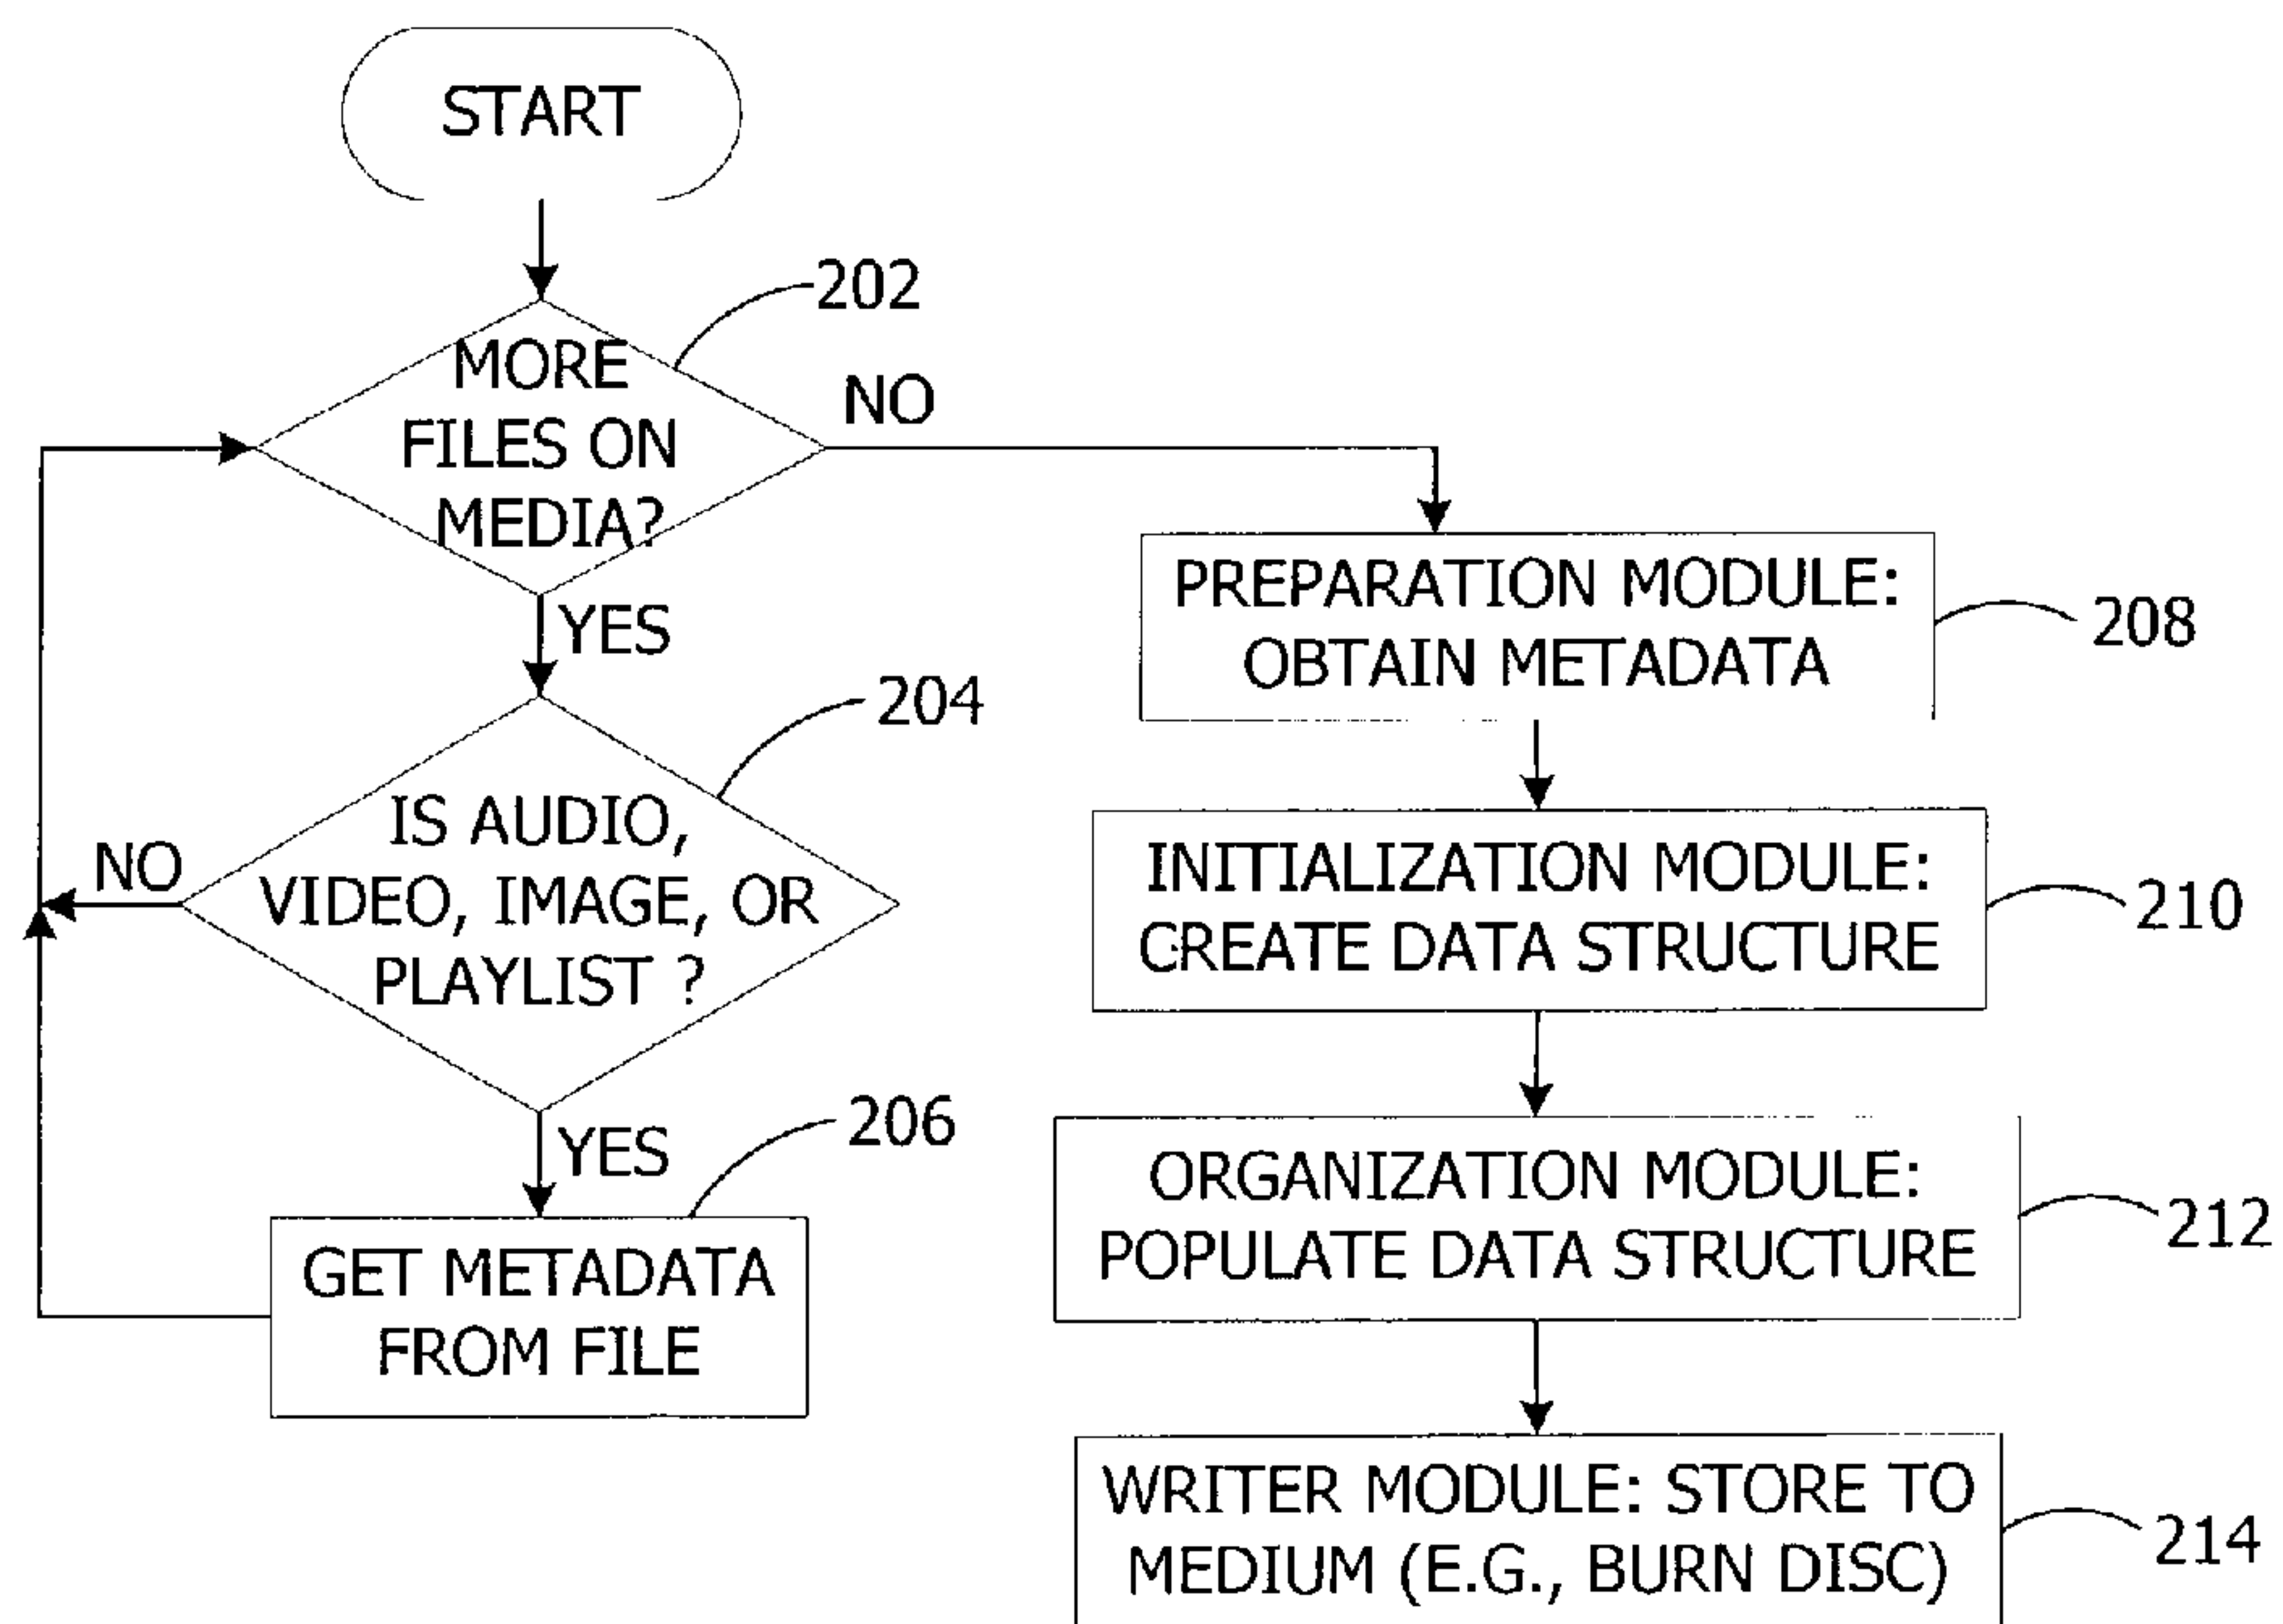 START
202
MORE
FILES ON
MEDIA?
NO
YES
204
IS AUDIO,
VIDEO, IMAGE, OR
PLAYLIST ?
NO
YES
206
GET METADATA
FROM FILE
PREPARATION MODULE:
OBTAIN METADATA
208
INITIALIZATION MODULE:
CREATE DATA STRUCTURE
210
ORGANIZATION MODULE:
POPULATE DATA STRUCTURE
212
WRITER MODULE: STORE TO
MEDIUM (E.G., BURN DISC)
214